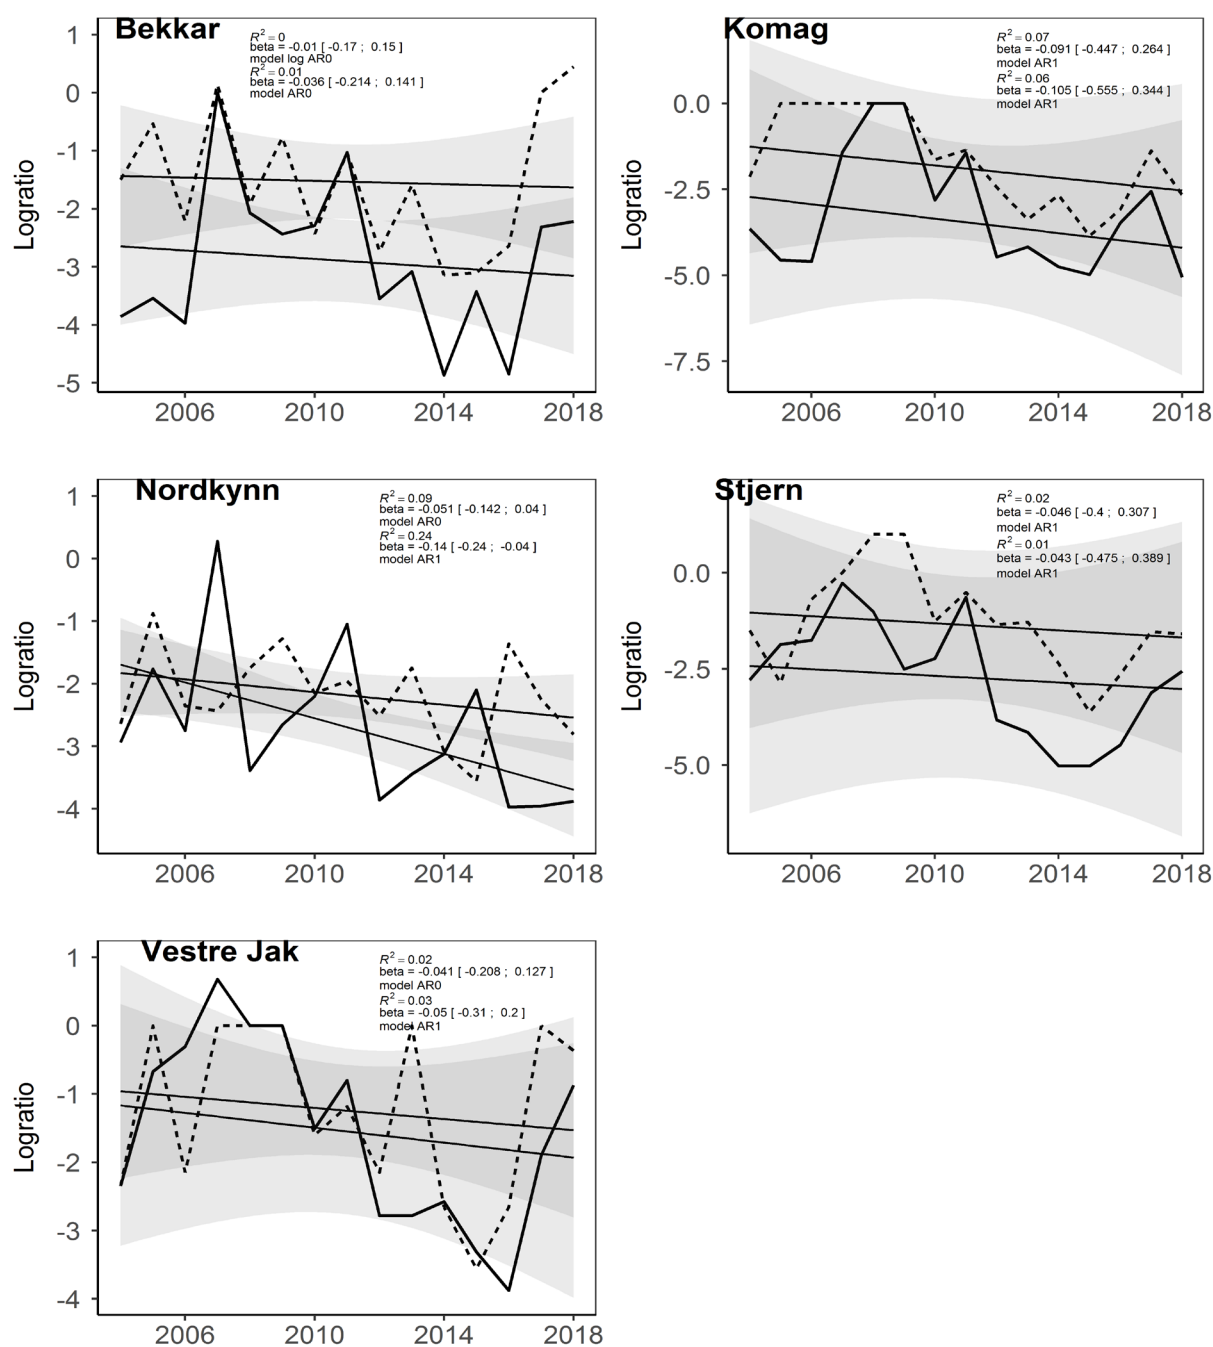 Bekkar
R² = 0
beta = -0.01 [ -0.17 ; 0.15 ]
model log AR0
R² = 0.01
beta = -0.036 [ -0.214 ; 0.141 ]
model AR0
Logratio
1
0
-1
-2
-3
-4
-5
2006 2010 2014 2018
Komag
R² = 0.07
beta = -0.091 [ -0.447 ; 0.264 ]
model AR1
R² = 0.06
beta = -0.105 [ -0.555 ; 0.344 ]
model AR1
Logratio
0.0
-2.5
-5.0
-7.5
2006 2010 2014 2018
Nordkynn
R² = 0.09
beta = -0.051 [ -0.142 ; 0.04 ]
model AR0
R² = 0.24
beta = -0.14 [ -0.24 ; -0.04 ]
model AR1
Logratio
1
0
-1
-2
-3
-4
2006 2010 2014 2018
Stjern
R² = 0.02
beta = -0.046 [ -0.4 ; 0.307 ]
model AR1
R² = 0.01
beta = -0.043 [ -0.475 ; 0.389 ]
model AR1
Logratio
0.0
-2.5
-5.0
2006 2010 2014 2018
Vestre Jak
R² = 0.02
beta = -0.041 [ -0.208 ; 0.127 ]
model AR0
R² = 0.03
beta = -0.05 [ -0.31 ; 0.2 ]
model AR1
Logratio
1
0
-1
-2
-3
-4
2006 2010 2014 2018